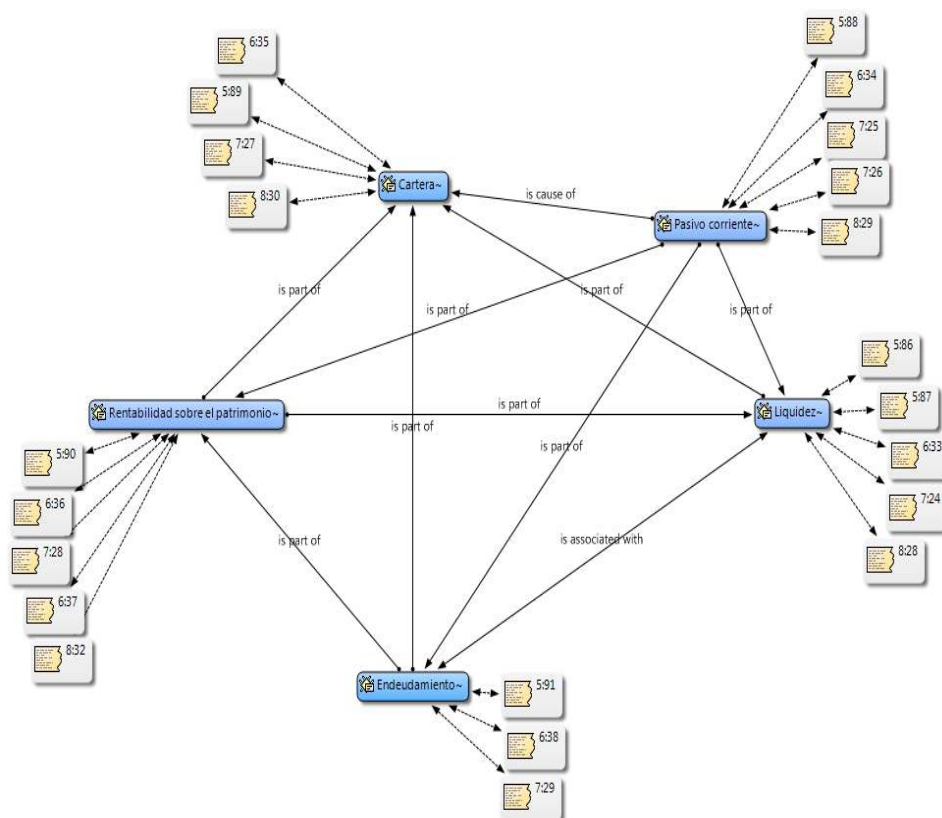 5:88
6:35
6:34
5:89
7:25
7:27
7:26
Cartera~
is cause of
8:30
Pasivo corriente~
8:29
is part of
is part of
is part of
is part of
5:86
5:87
Rentabilidad sobre el patrimonio~
is part of
Liquidez~
is part of
is part of
6:33
5:90
6:36
7:24
is part of
is associated with
7:28
8:28
6:37
8:32
Endeudamiento~
5:91
6:38
7:29